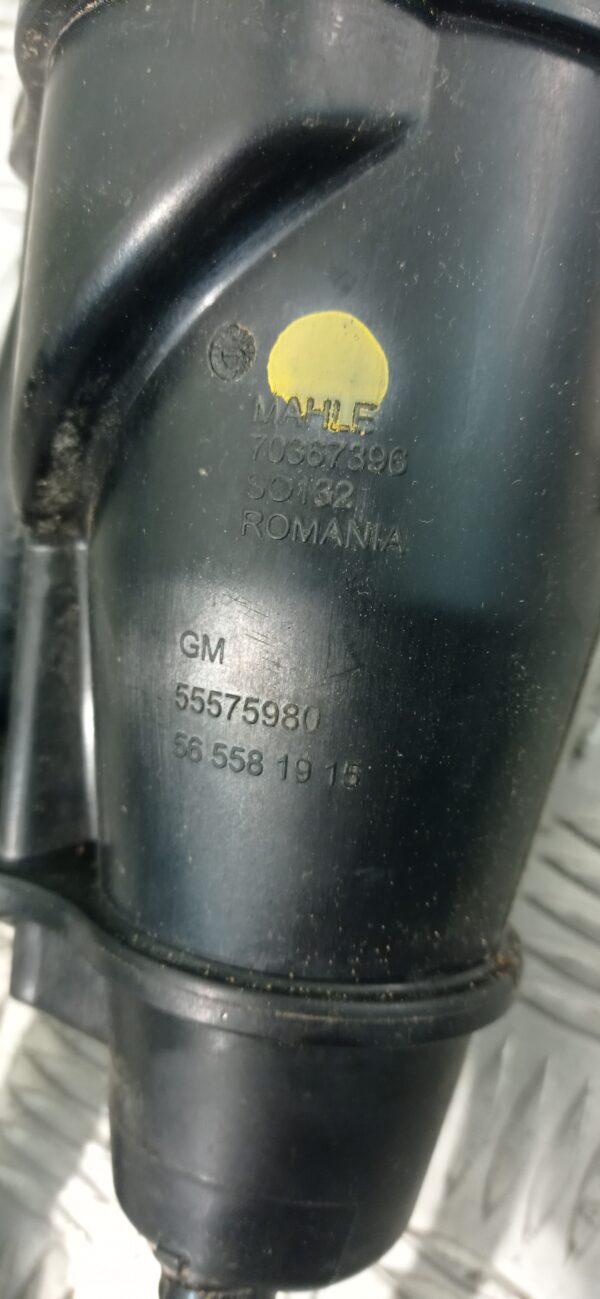 MAHLE
70367396
SO132
ROMANIA
GM
55575980
56 558 19 15